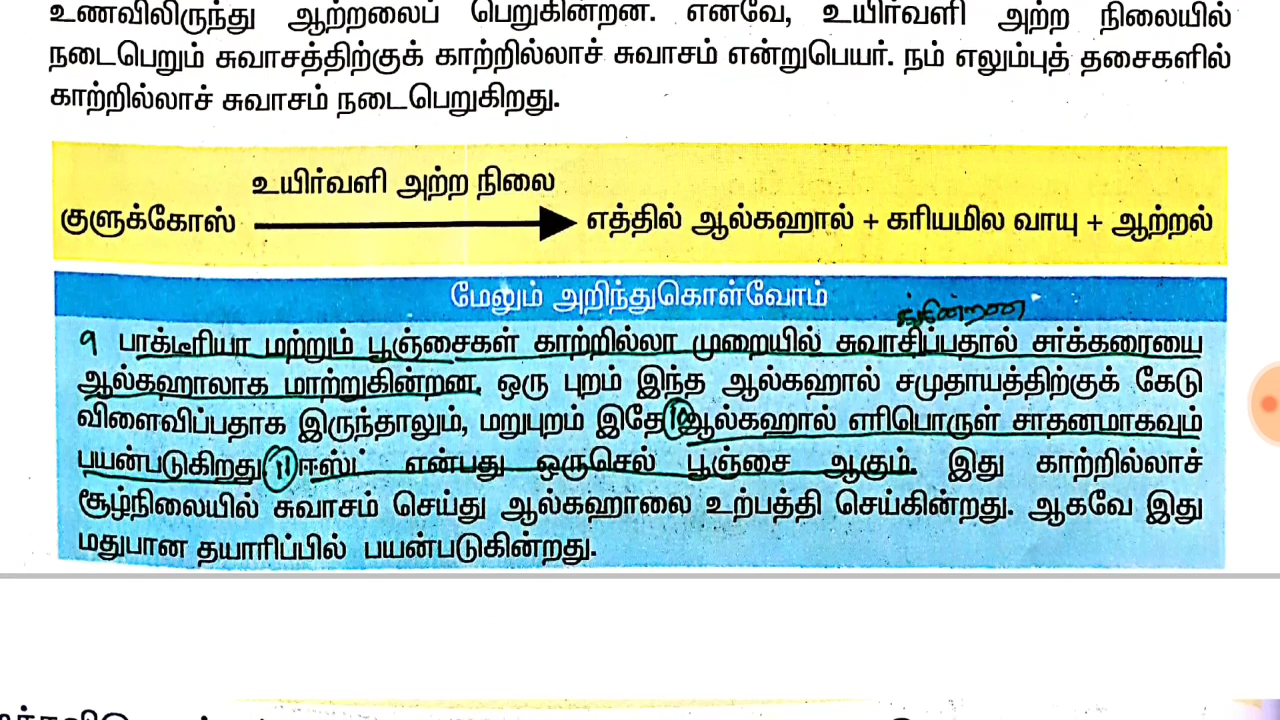 உணவிலிருந்து ஆற்றலைப் பெறுகின்றன. எனவே, உயிர்வளி அற்ற நிலையில்
நடைபெறும் சுவாசத்திற்குக் காற்றில்லாச் சுவாசம் என்றுபெயர். நம் எலும்புத் தசைகளில்
காற்றில்லாச் சுவாசம் நடைபெறுகிறது.
உயிர்வளி அற்ற நிலை
குளுக்கோஸ் எத்தில் ஆல்கஹால் + கரியமில வாயு + ஆற்றல்
மேலும் அறிந்துகொள்வோம்
9 பாக்டீரியா மற்றும் பூஞ்சைகள் காற்றில்லா முறையில் சுவாசிப்பதால் சர்க்கரையை
ஆல்கஹாலாக மாற்றுகின்றன. ஒரு புறம் இந்த ஆல்கஹால் சமுதாயத்திற்குக் கேடு
விளைவிப்பதாக இருந்தாலும், மறுபுறம் இதே 10 ஆல்கஹால் எரிபொருள் சாதனமாகவும்
பயன்படுகிறது 11 ஈஸ்ட் என்பது ஒருசெல் பூஞ்சை ஆகும். இது காற்றில்லாச்
சூழ்நிலையில் சுவாசம் செய்து ஆல்கஹாலை உற்பத்தி செய்கின்றது. ஆகவே இது
மதுபான தயாரிப்பில் பயன்படுகின்றது.